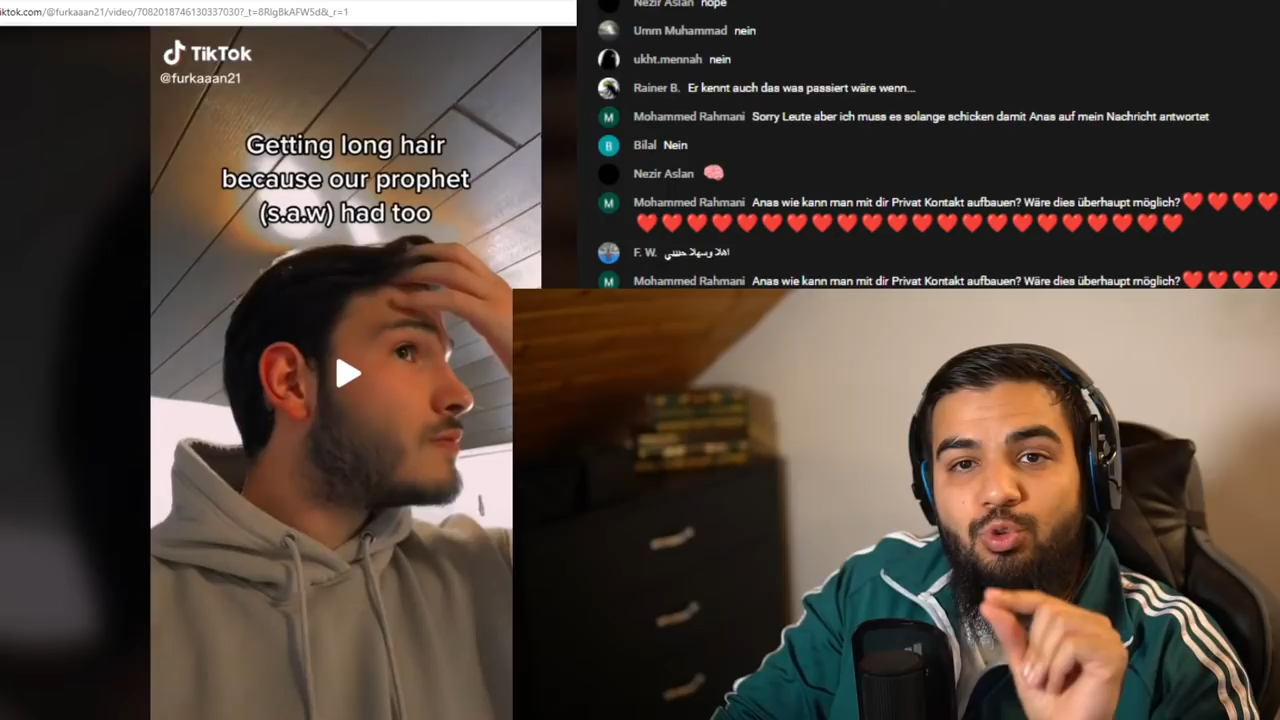 iktok.com/@furkaaan21/video/7082018746130337030?_t=8RlgBkAFW5d&_r=1
TikTok
@furkaaan21
Getting long hair
because our prophet
(s.a.w) had too
Nezir Aslan nope
Umm Muhammad nein
ukht.mennah nein
Rainer B. Er kennt auch das was passiert wäre wenn...
M Mohammed Rahmani Sorry Leute aber ich muss es solange schicken damit Anas auf mein Nachricht antwortet
B Bilal Nein
Nezir Aslan 🧠
M Mohammed Rahmani Anas wie kann man mit dir Privat Kontakt aufbauen? Wäre dies überhaupt möglich? ❤️❤️❤️❤️
❤️❤️❤️❤️❤️❤️❤️❤️❤️❤️❤️❤️❤️❤️❤️❤️❤️❤️❤️❤️❤️❤️
F. W. اهلا وسهلا حبيبي
M Mohammed Rahmani Anas wie kann man mit dir Privat Kontakt aufbauen? Wäre dies überhaupt möglich? ❤️❤️❤️❤️